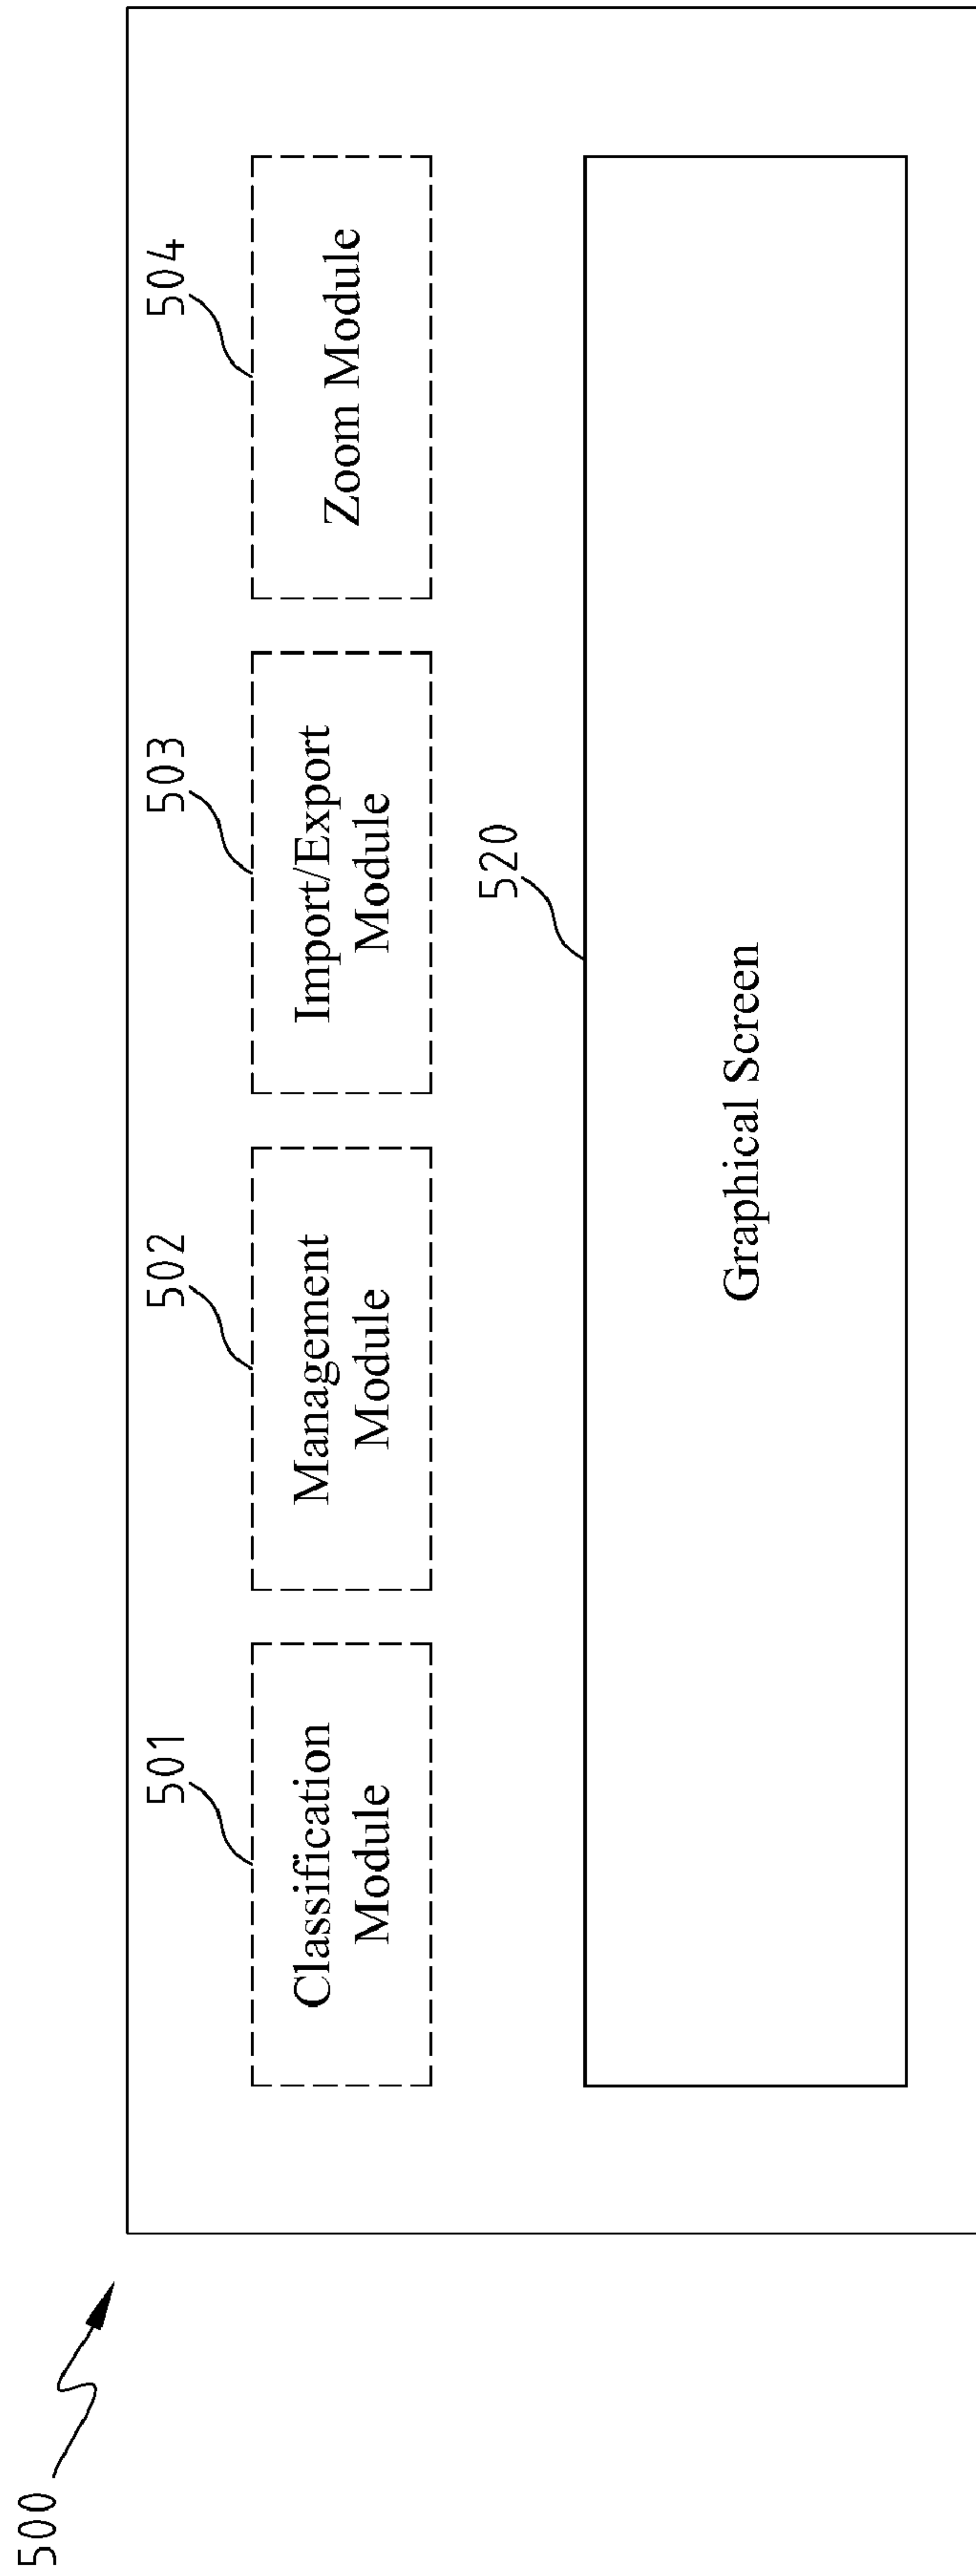 500
501
502
503
504
Classification
Module
Management
Module
Import/Export
Module
Zoom Module
520
Graphical Screen